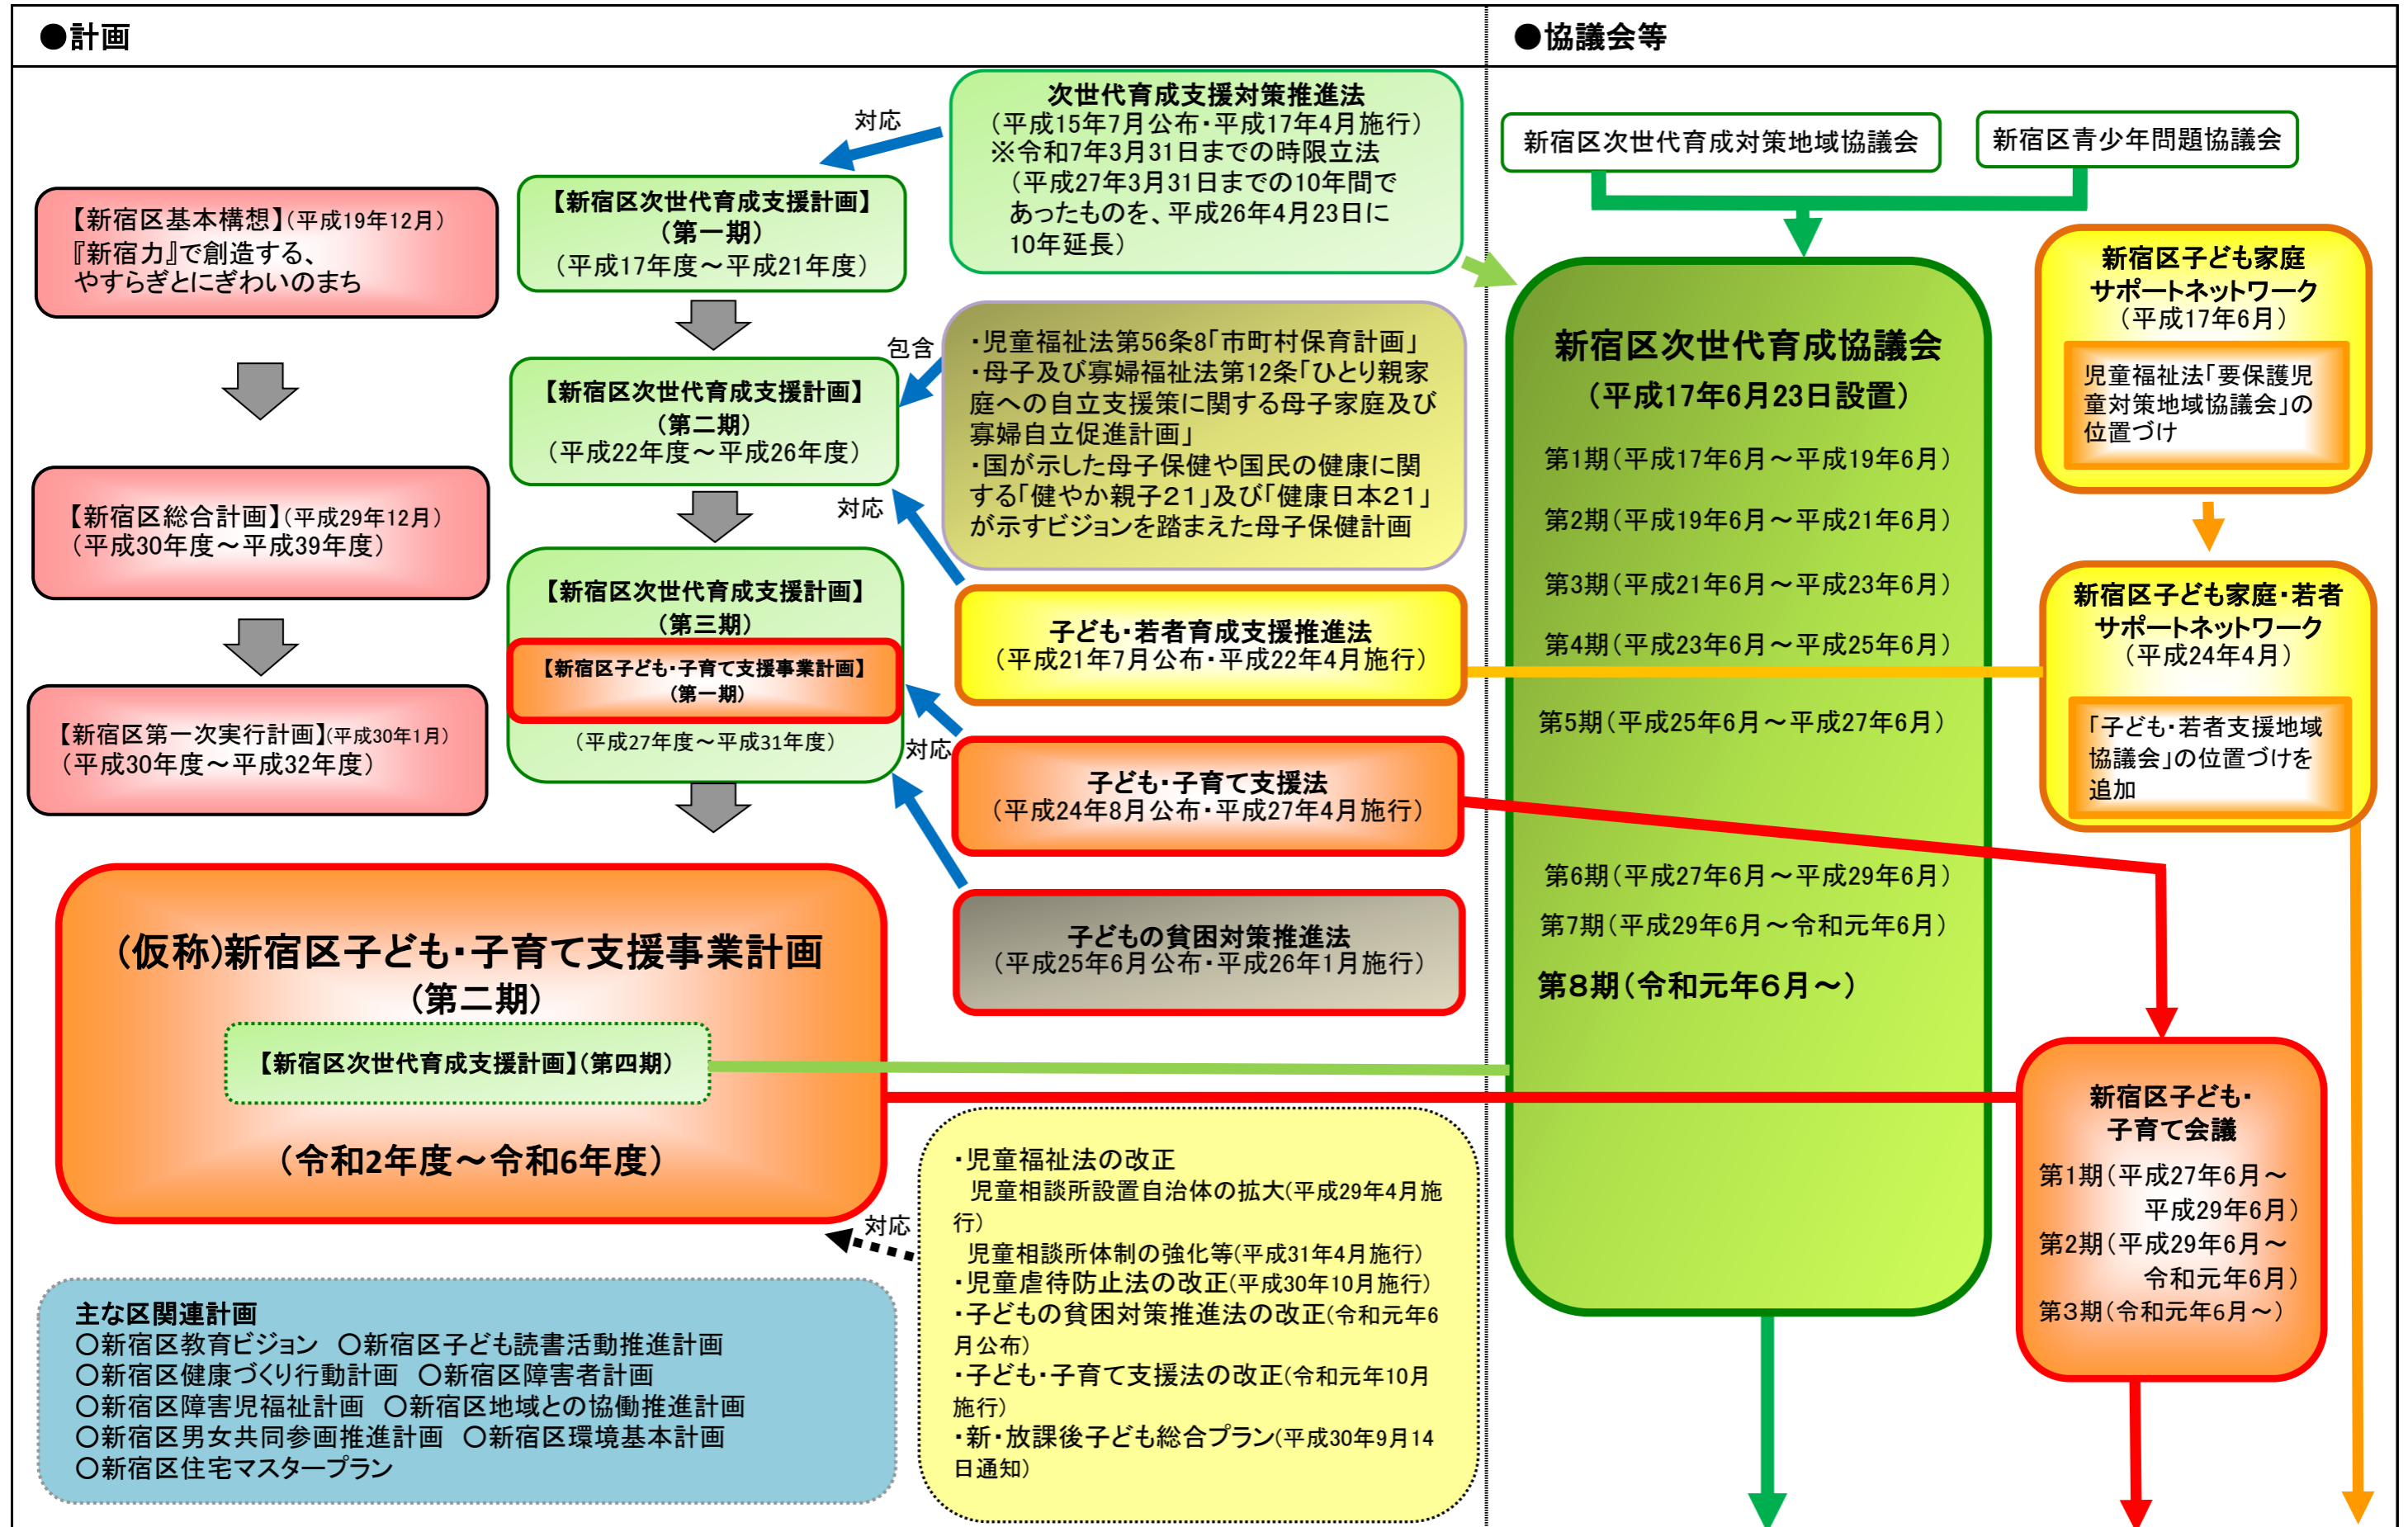 ●計画
●協議会等
【新宿区基本構想】(平成19年12月)
『新宿力』で創造する、
やすらぎとにぎわいのまち
【新宿区総合計画】(平成29年12月)
(平成30年度～平成39年度)
【新宿区第一次実行計画】(平成30年1月)
(平成30年度～平成32年度)
【新宿区次世代育成支援計画】
(第一期)
(平成17年度～平成21年度)
【新宿区次世代育成支援計画】
(第二期)
(平成22年度～平成26年度)
【新宿区次世代育成支援計画】
(第三期)
【新宿区子ども・子育て支援事業計画】
(第一期)
(平成27年度～平成31年度)
対応
包含
対応
対応
次世代育成支援対策推進法
(平成15年7月公布・平成17年4月施行)
※令和7年3月31日までの時限立法
(平成27年3月31日までの10年間で
あったものを、平成26年4月23日に
10年延長)
・児童福祉法第56条8「市町村保育計画」
・母子及び寡婦福祉法第12条「ひとり親家
庭への自立支援策に関する母子家庭及び
寡婦自立促進計画」
・国が示した母子保健や国民の健康に関
する「健やか親子21」及び「健康日本21」
が示すビジョンを踏まえた母子保健計画
子ども・若者育成支援推進法
(平成21年7月公布・平成22年4月施行)
子ども・子育て支援法
(平成24年8月公布・平成27年4月施行)
子どもの貧困対策推進法
(平成25年6月公布・平成26年1月施行)
(仮称)新宿区子ども・子育て支援事業計画
(第二期)
【新宿区次世代育成支援計画】(第四期)
(令和2年度～令和6年度)
対応
・児童福祉法の改正
児童相談所設置自治体の拡大(平成29年4月施
行)
児童相談所体制の強化等(平成31年4月施行)
・児童虐待防止法の改正(平成30年10月施行)
・子どもの貧困対策推進法の改正(令和元年6
月公布)
・子ども・子育て支援法の改正(令和元年10月
施行)
・新・放課後子ども総合プラン(平成30年9月14
日通知)
主な区関連計画
〇新宿区教育ビジョン 〇新宿区子ども読書活動推進計画
〇新宿区健康づくり行動計画 〇新宿区障害者計画
〇新宿区障害児福祉計画 〇新宿区地域との協働推進計画
〇新宿区男女共同参画推進計画 〇新宿区環境基本計画
〇新宿区住宅マスタープラン
新宿区次世代育成対策地域協議会
新宿区青少年問題協議会
新宿区次世代育成協議会
(平成17年6月23日設置)
第1期(平成17年6月～平成19年6月)
第2期(平成19年6月～平成21年6月)
第3期(平成21年6月～平成23年6月)
第4期(平成23年6月～平成25年6月)
第5期(平成25年6月～平成27年6月)
第6期(平成27年6月～平成29年6月)
第7期(平成29年6月～令和元年6月)
第8期(令和元年6月～)
新宿区子ども家庭
サポートネットワーク
(平成17年6月)
児童福祉法「要保護児
童対策地域協議会」の
位置づけ
新宿区子ども家庭・若者
サポートネットワーク
(平成24年4月)
「子ども・若者支援地域
協議会」の位置づけを
追加
新宿区子ども・
子育て会議
第1期(平成27年6月～
平成29年6月)
第2期(平成29年6月～
令和元年6月)
第3期(令和元年6月～)